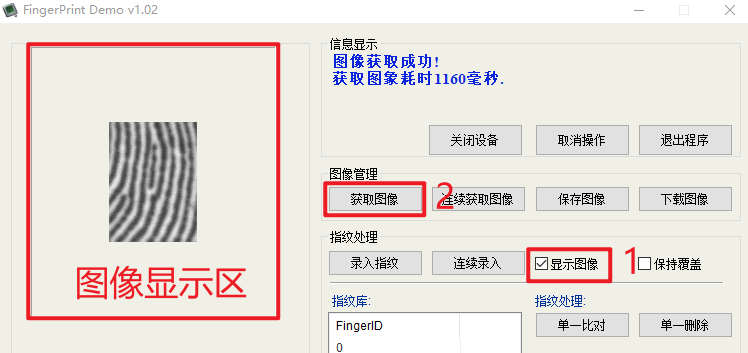 FingerPrint Demo v1.02
信息显示
图像获取成功!
获取图象耗时1160毫秒.
关闭设备 取消操作 退出程序
图像管理
获取图像 2 连续获取图像 保存图像 下载图像
指纹处理
录入指纹 连续录入 显示图像 1 保持覆盖
图像显示区
指纹库: 指纹处理:
FingerID 单一比对 单一删除
0